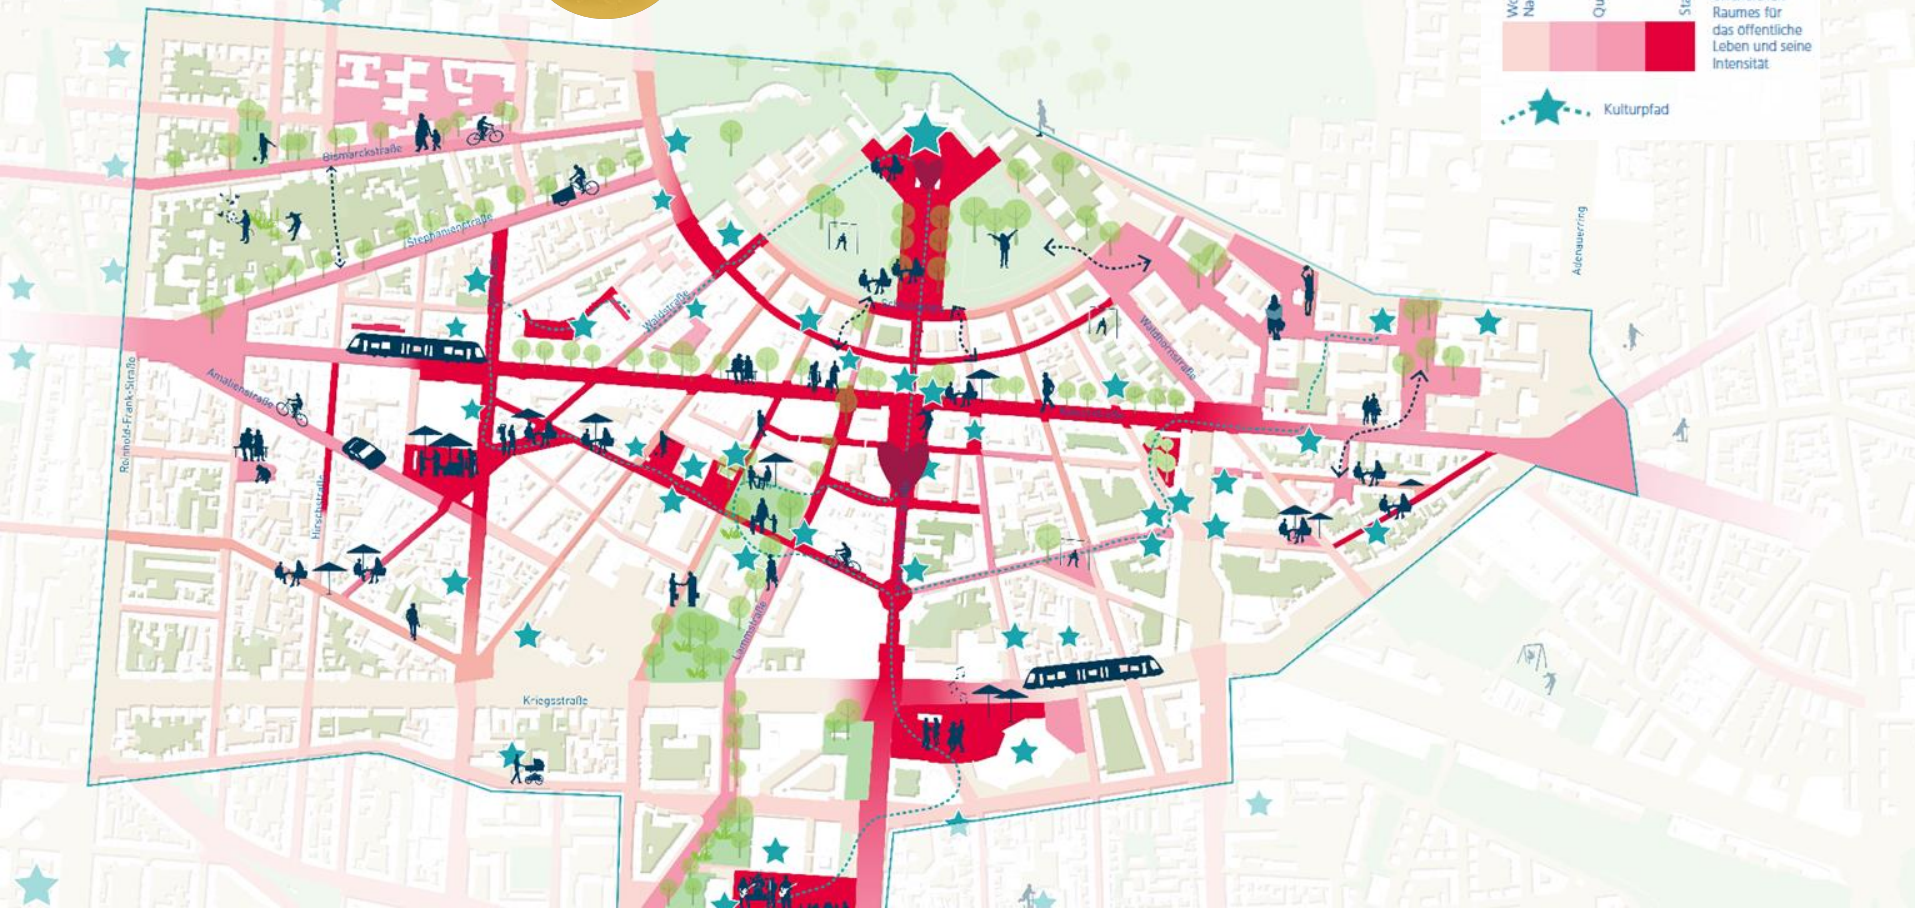 Raumes für
das öffentliche
Leben und seine
Intensität
Kulturpfad
Bismarckstraße
Stephanienstraße
Adenauerring
Waldstraße
Waldhornstraße
Reinhold-Frank-Straße
Amalienstraße
Hirschstraße
Lammstraße
Kriegsstraße